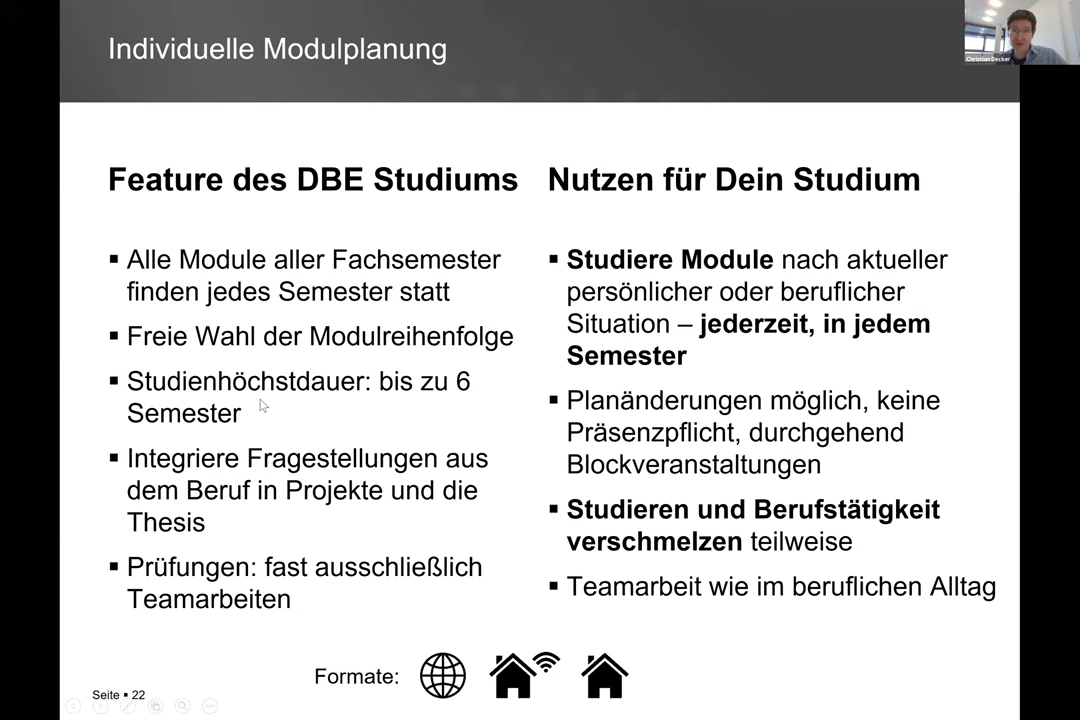 Individuelle Modulplanung
Christian Decker
Feature des DBE Studiums
▪ Alle Module aller Fachsemester
finden jedes Semester statt
▪ Freie Wahl der Modulreihenfolge
▪ Studienhöchstdauer: bis zu 6
Semester
▪ Integriere Fragestellungen aus
dem Beruf in Projekte und die
Thesis
▪ Prüfungen: fast ausschließlich
Teamarbeiten
Nutzen für Dein Studium
▪ Studiere Module nach aktueller
persönlicher oder beruflicher
Situation – jederzeit, in jedem
Semester
▪ Planänderungen möglich, keine
Präsenzpflicht, durchgehend
Blockveranstaltungen
▪ Studieren und Berufstätigkeit
verschmelzen teilweise
▪ Teamarbeit wie im beruflichen Alltag
Formate:
Seite ▪ 22